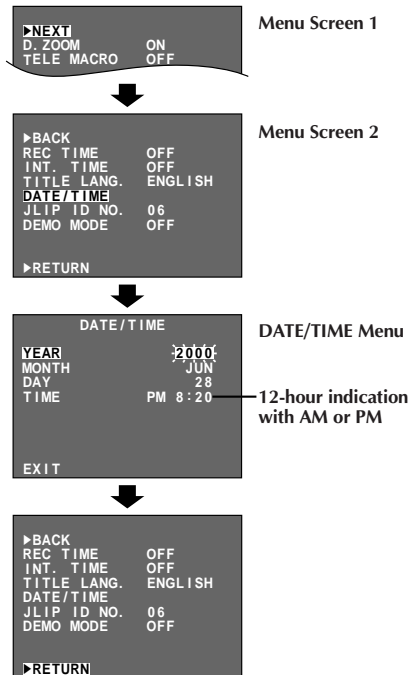 Menu Screen 1
▶NEXT
D. ZOOM ON
TELE MACRO OFF
Menu Screen 2
▶BACK
REC TIME OFF
INT. TIME OFF
TITLE LANG. ENGLISH
DATE/TIME
JLIP ID NO. 06
DEMO MODE OFF
▶RETURN
DATE/TIME Menu
DATE/TIME
YEAR 2000
MONTH JUN
DAY 28
TIME PM 8:20
12-hour indication
with AM or PM
EXIT
▶BACK
REC TIME OFF
INT. TIME OFF
TITLE LANG. ENGLISH
DATE/TIME
JLIP ID NO. 06
DEMO MODE OFF
▶RETURN